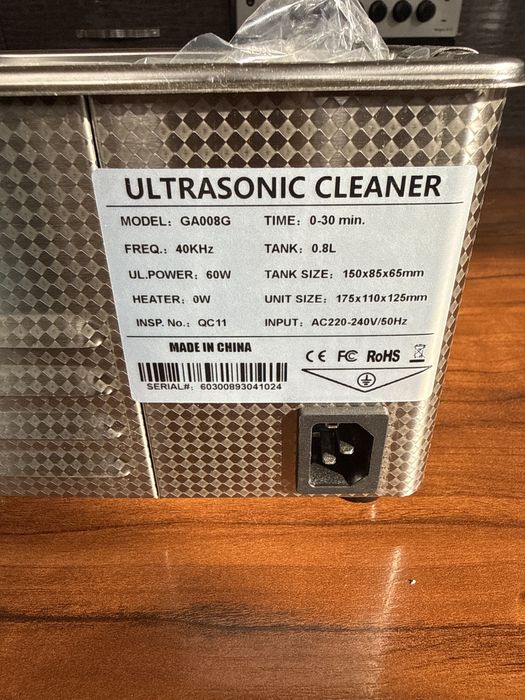 ULTRASONIC CLEANER
MODEL: GA008G TIME: 0-30 min.
FREQ.: 40KHz TANK: 0.8L
UL.POWER: 60W TANK SIZE: 150x85x65mm
HEATER: 0W UNIT SIZE: 175x110x125mm
INSP. No.: QC11 INPUT: AC220-240V/50Hz
MADE IN CHINA
CE FC RoHS
SERIAL#: 60300893041024